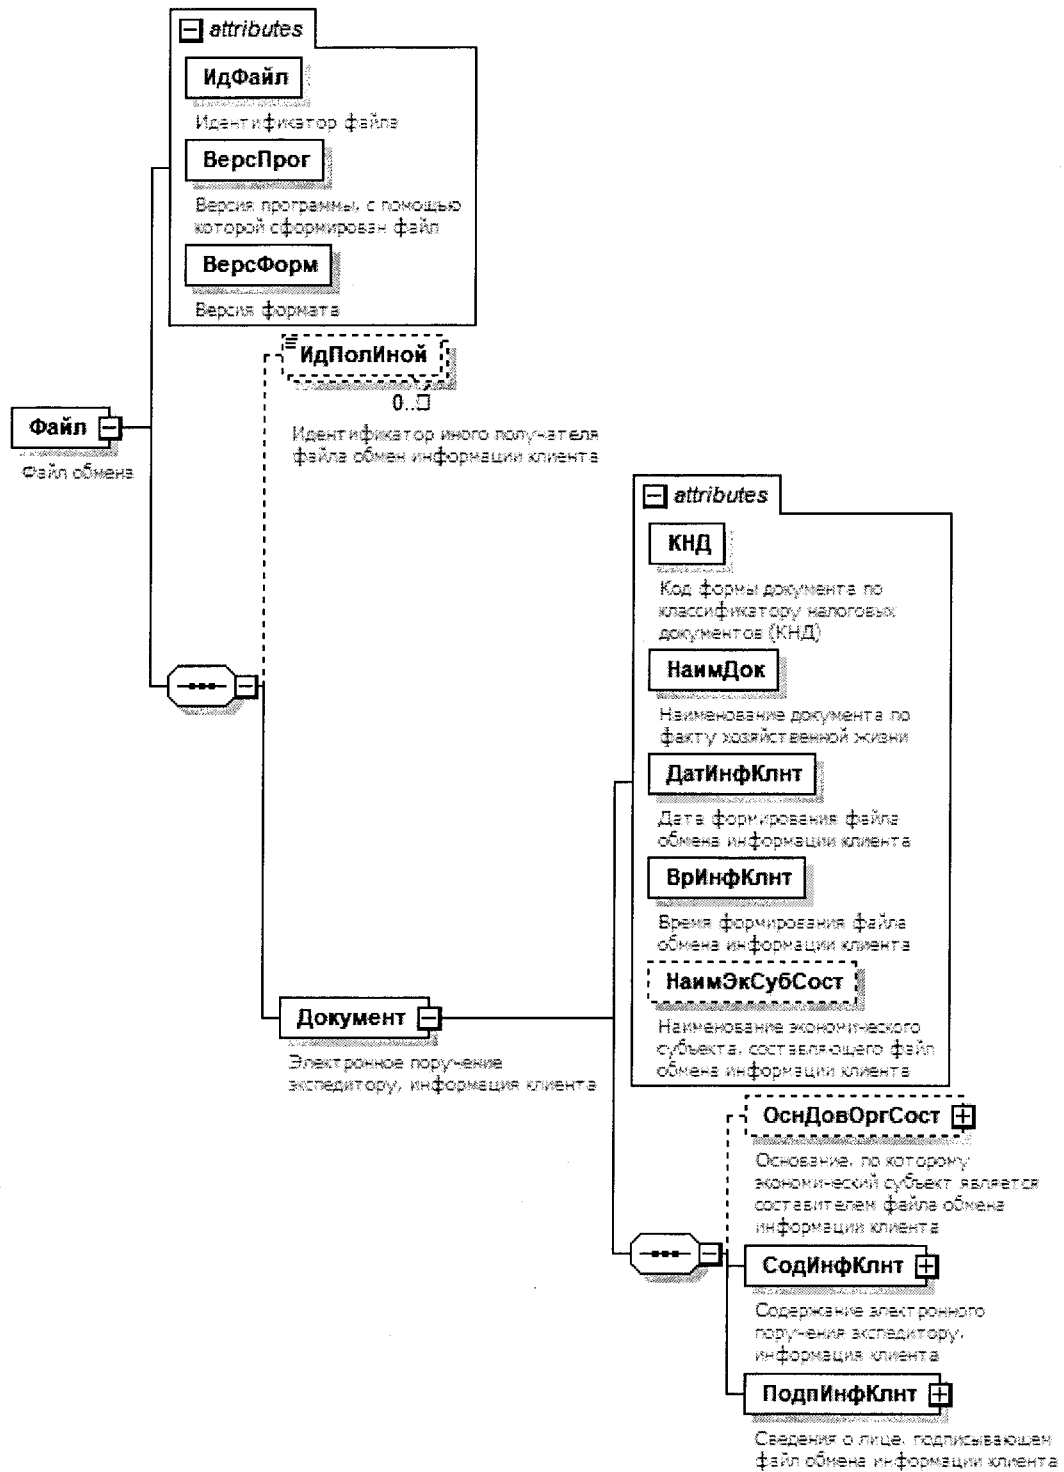 attributes
ИдФайл
Идентификатор файла
ВерсПрог
Версия программы, с помощью
которой сформирован файл
ВерсФорм
Версия формата
ИдПолИной
0..
Идентификатор иного получателя
файла обмен информации клиента
Файл
Файл обмена
attributes
КНД
Код формы документа по
классификатору налоговых
документов (КНД)
НаимДок
Наименование документа по
факту хозяйственной жизни
ДатИнфКлнт
Дата формирования файла
обмена информации клиента
ВрИнфКлнт
Время формирования файла
обмена информации клиента
НаимЭкСубСост
Наименование экономического
субъекта, составляющего файл
обмена информации клиента
Документ
Электронное поручение
экспедитору, информация клиента
ОснДовОргСост
Основание, по которому
экономический субъект является
составителем файла обмена
информации клиента
СодИнфКлнт
Содержание электронного
поручения экспедитору,
информация клиента
ПодпИнфКлнт
Сведения о лице, подписывающем
файл обмена информации клиента